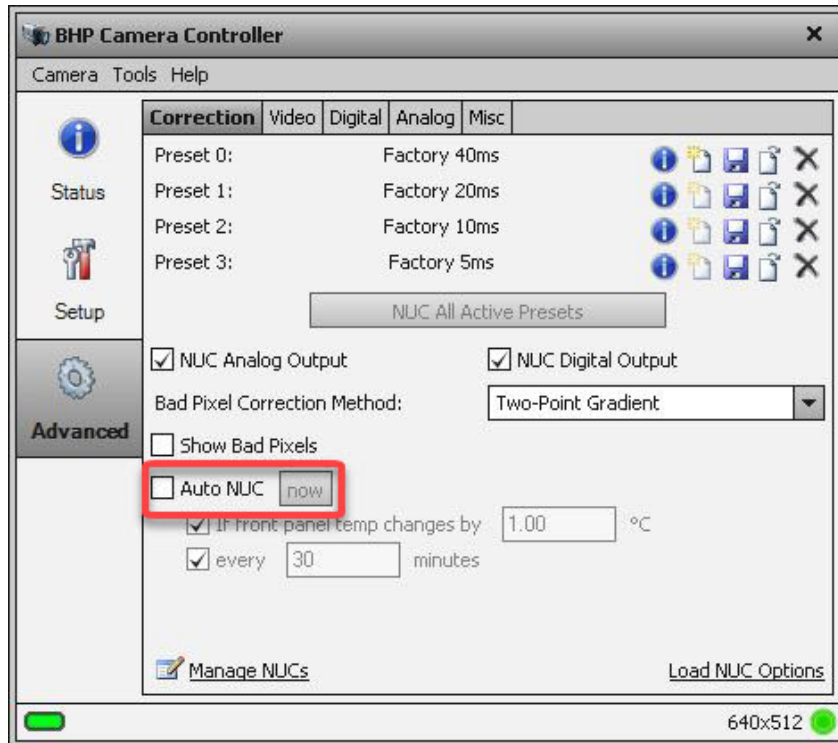 BHP Camera Controller
Camera Tools Help
Status
Setup
Advanced
Correction Video Digital Analog Misc
Preset 0: Factory 40ms
Preset 1: Factory 20ms
Preset 2: Factory 10ms
Preset 3: Factory 5ms
NUC All Active Presets
NUC Analog Output NUC Digital Output
Bad Pixel Correction Method: Two-Point Gradient
Show Bad Pixels
Auto NUC now
If front panel temp changes by 1.00 °C
every 30 minutes
Manage NUCs Load NUC Options
640x512